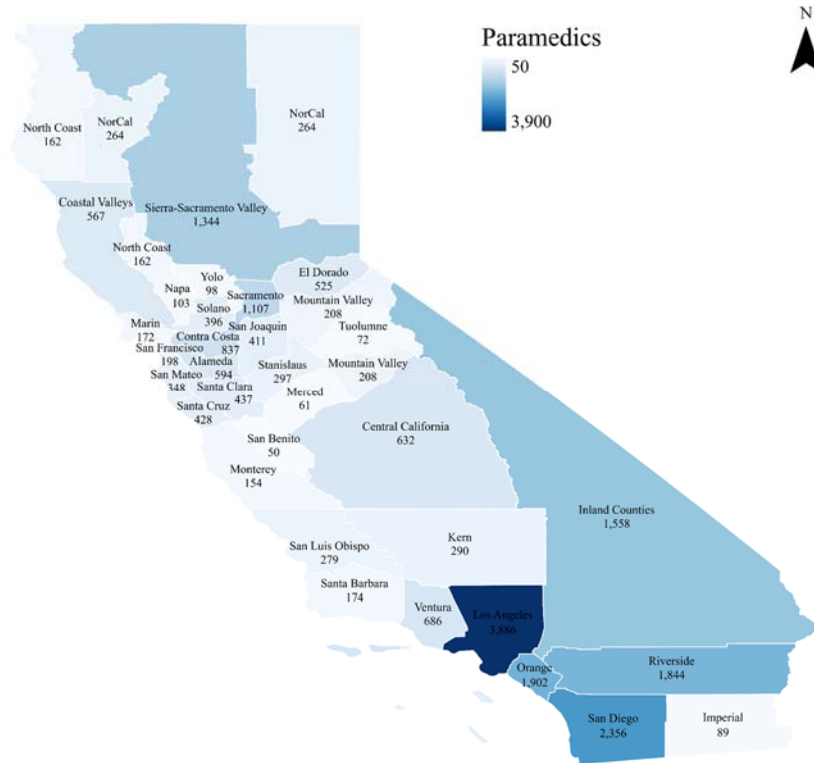 N
Paramedics
50
3,900
NorCal
264
North Coast
162
NorCal
264
Coastal Valleys
567
Sierra-Sacramento Valley
1,344
North Coast
162
Yolo
98
Napa
103
El Dorado
525
Sacramento
1,107
Mountain Valley
208
Solano
396
Marin
172
San Joaquin
411
Tuolumne
72
Contra Costa
837
San Francisco
198
Alameda
594
Stanislaus
297
Mountain Valley
208
San Mateo
348
Santa Clara
437
Merced
61
Santa Cruz
428
Central California
632
San Benito
50
Monterey
154
Inland Counties
1,558
Kern
290
San Luis Obispo
279
Santa Barbara
174
Ventura
686
Los Angeles
3,886
Orange
1,902
Riverside
1,844
San Diego
2,356
Imperial
89